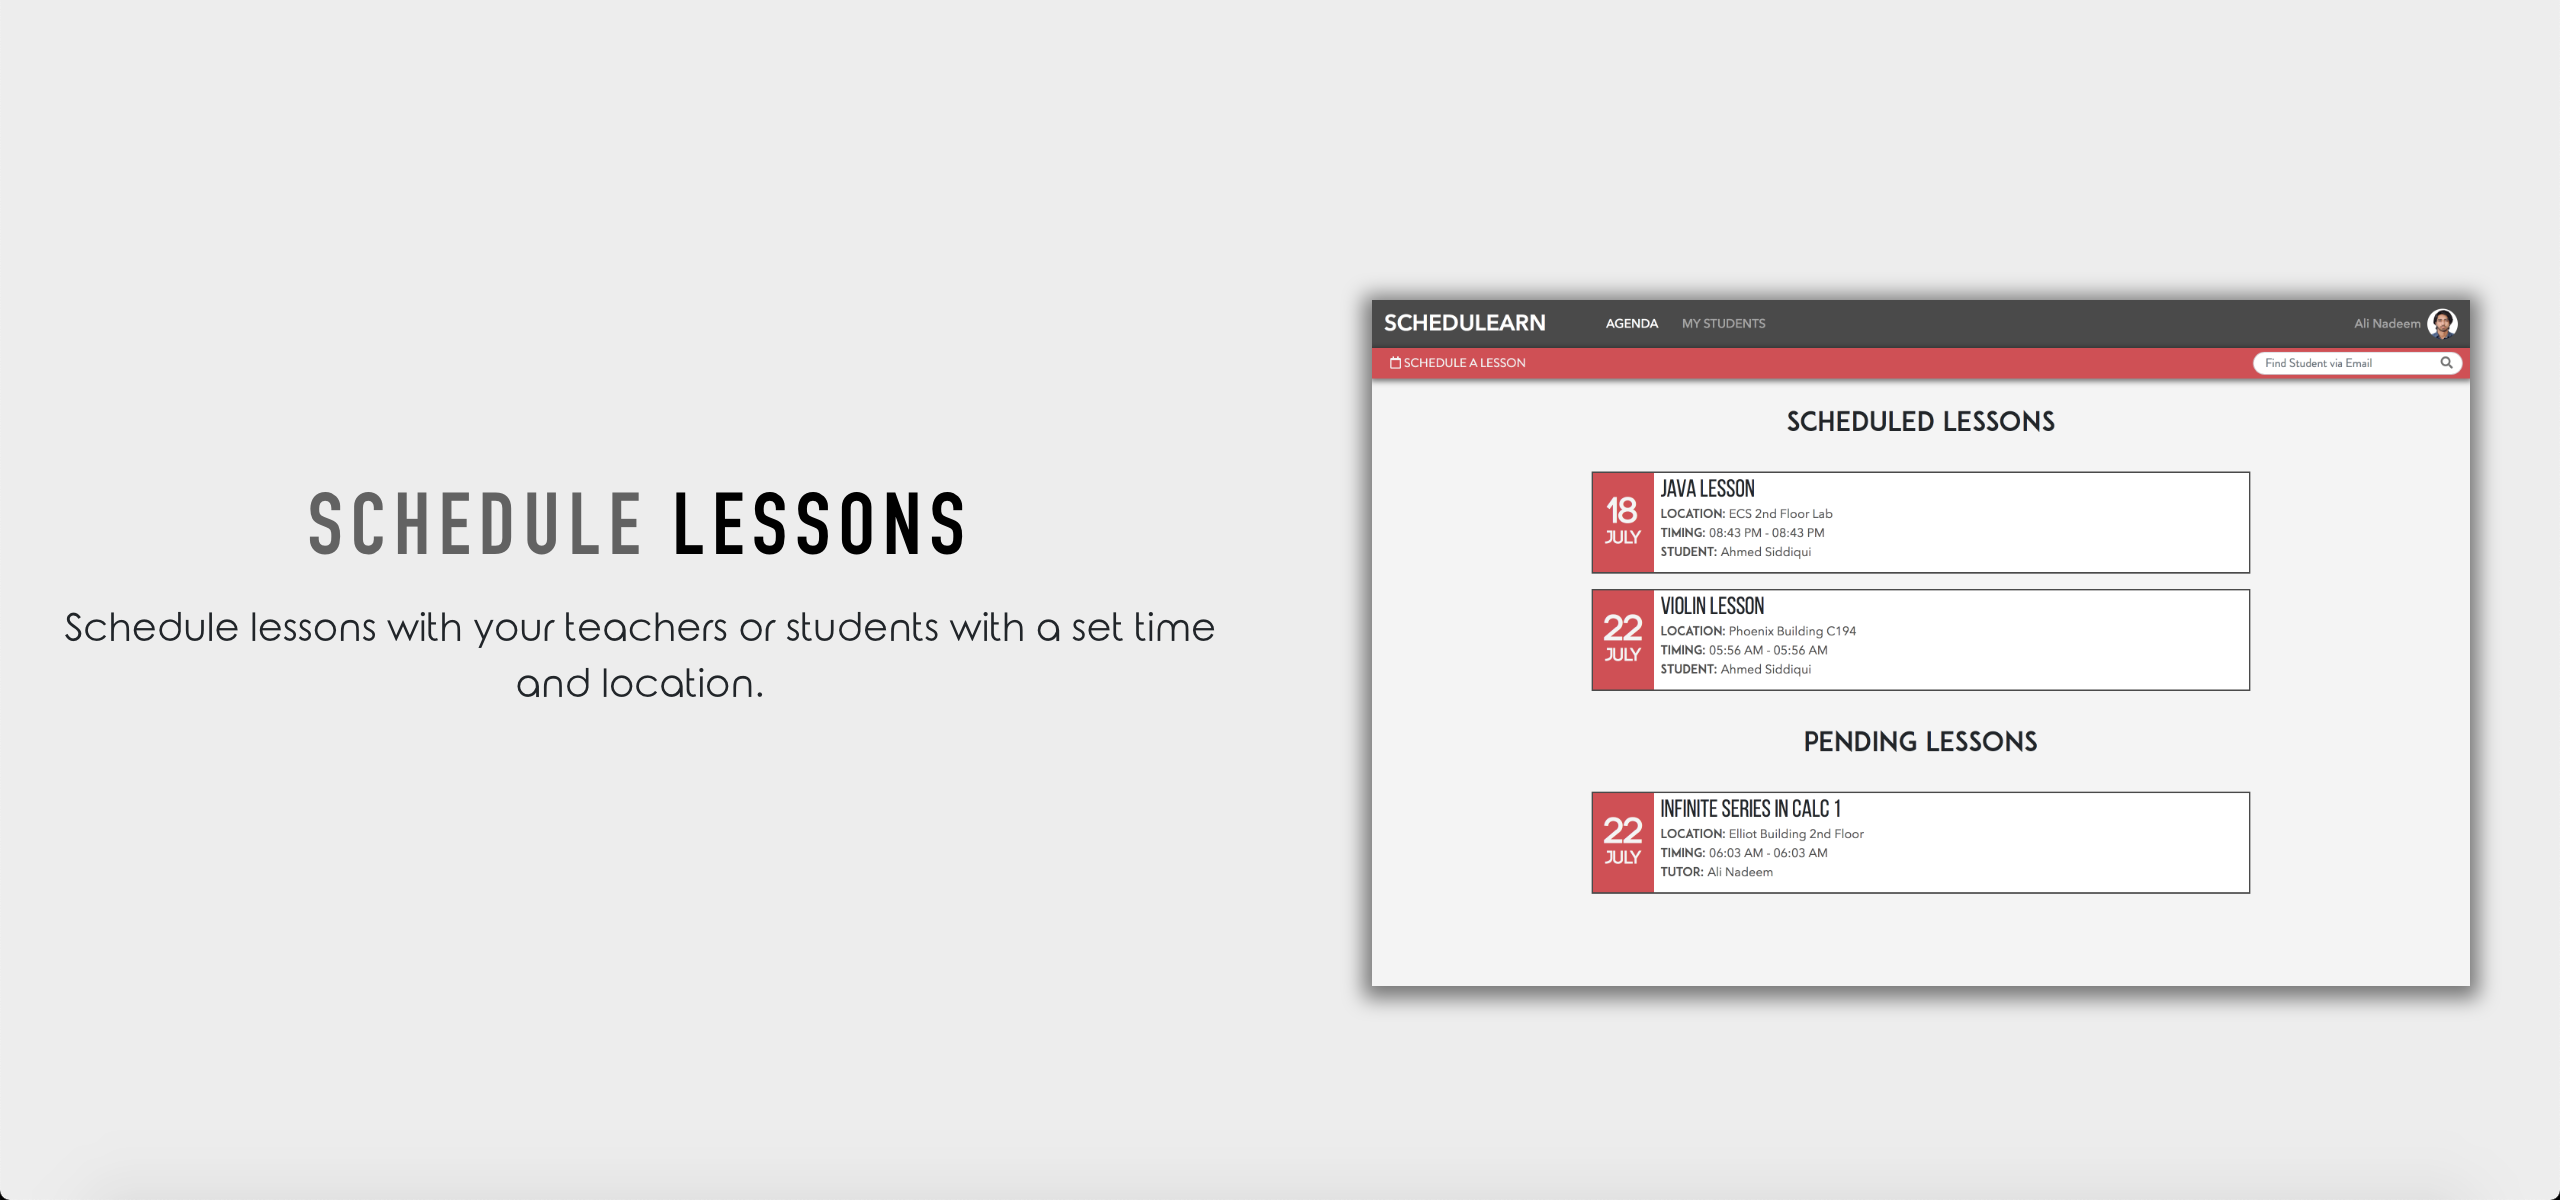 SCHEDULE LESSONS
Schedule lessons with your teachers or students with a set time
and location.
SCHEDULEARN
AGENDA
MY STUDENTS
Ali Nadeem
SCHEDULE A LESSON
Find Student via Email
SCHEDULED LESSONS
18
JULY
JAVA LESSON
LOCATION: ECS 2nd Floor Lab
TIMING: 08:43 PM - 08:43 PM
STUDENT: Ahmed Siddiqui
22
JULY
VIOLIN LESSON
LOCATION: Phoenix Building C194
TIMING: 05:56 AM - 05:56 AM
STUDENT: Ahmed Siddiqui
PENDING LESSONS
22
JULY
INFINITE SERIES IN CALC 1
LOCATION: Elliot Building 2nd Floor
TIMING: 06:03 AM - 06:03 AM
TUTOR: Ali Nadeem